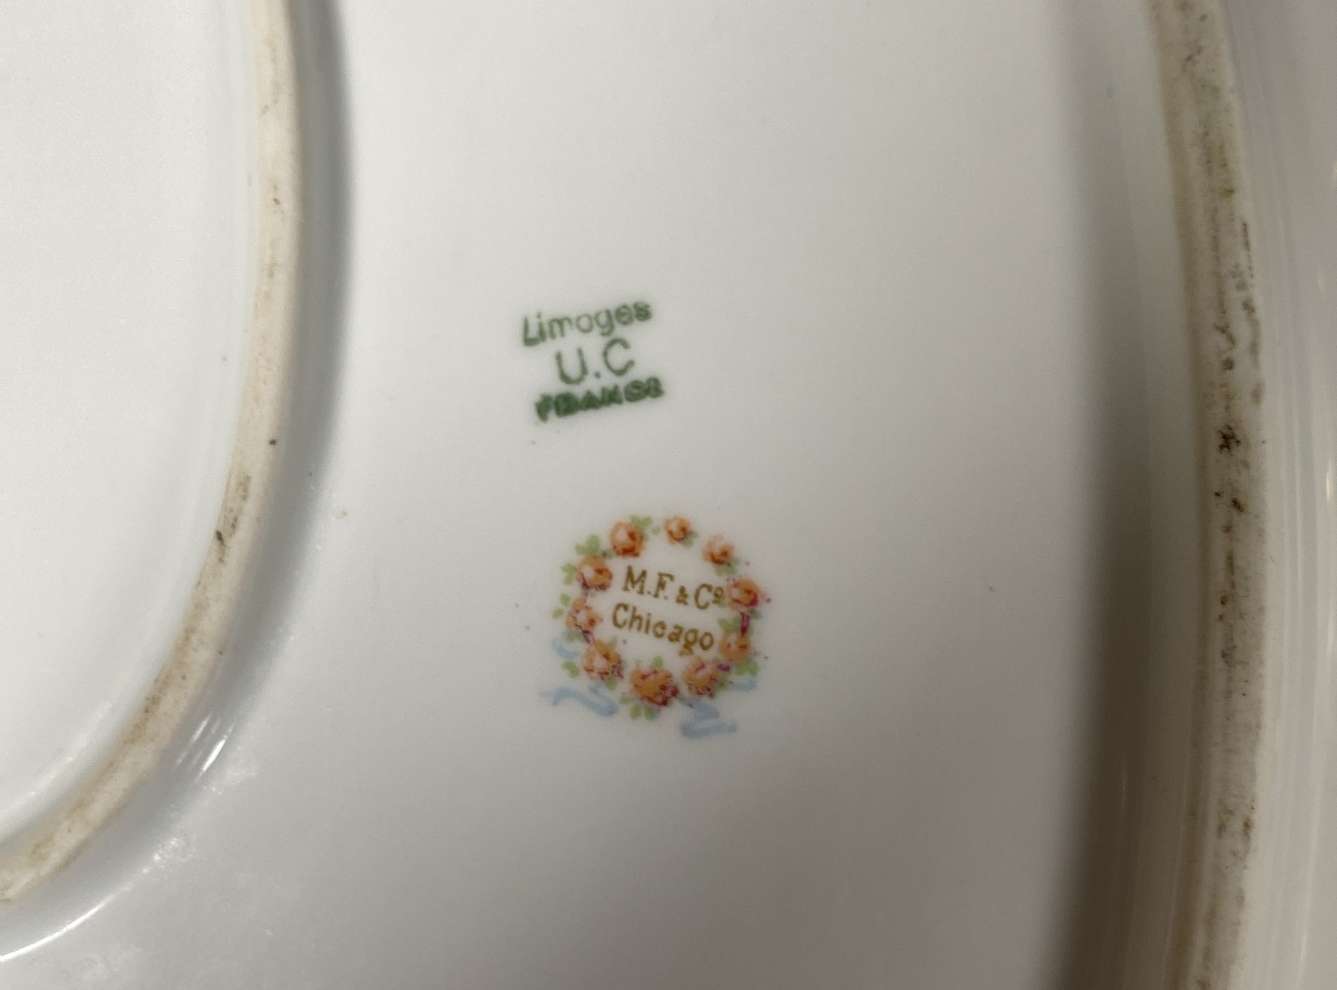 Limoges
U.C
FRANCE
M.F. & Co
Chicago